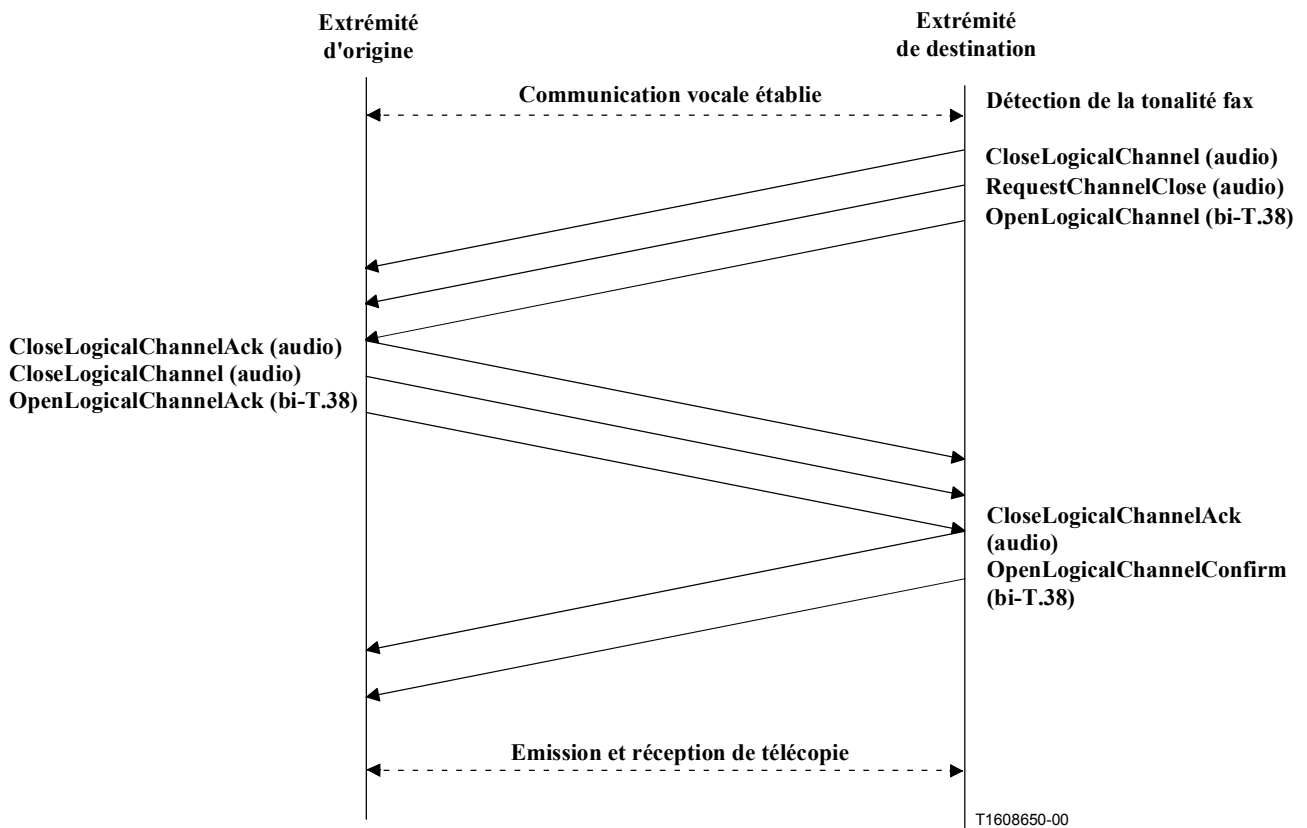 Extrémité
d'origine
Extrémité
de destination
Communication vocale établie
Détection de la tonalité fax
CloseLogicalChannel (audio)
RequestChannelClose (audio)
OpenLogicalChannel (bi-T.38)
CloseLogicalChannelAck (audio)
CloseLogicalChannel (audio)
OpenLogicalChannelAck (bi-T.38)
CloseLogicalChannelAck
(audio)
OpenLogicalChannelConfirm
(bi-T.38)
Emission et réception de télécopie
T1608650-00